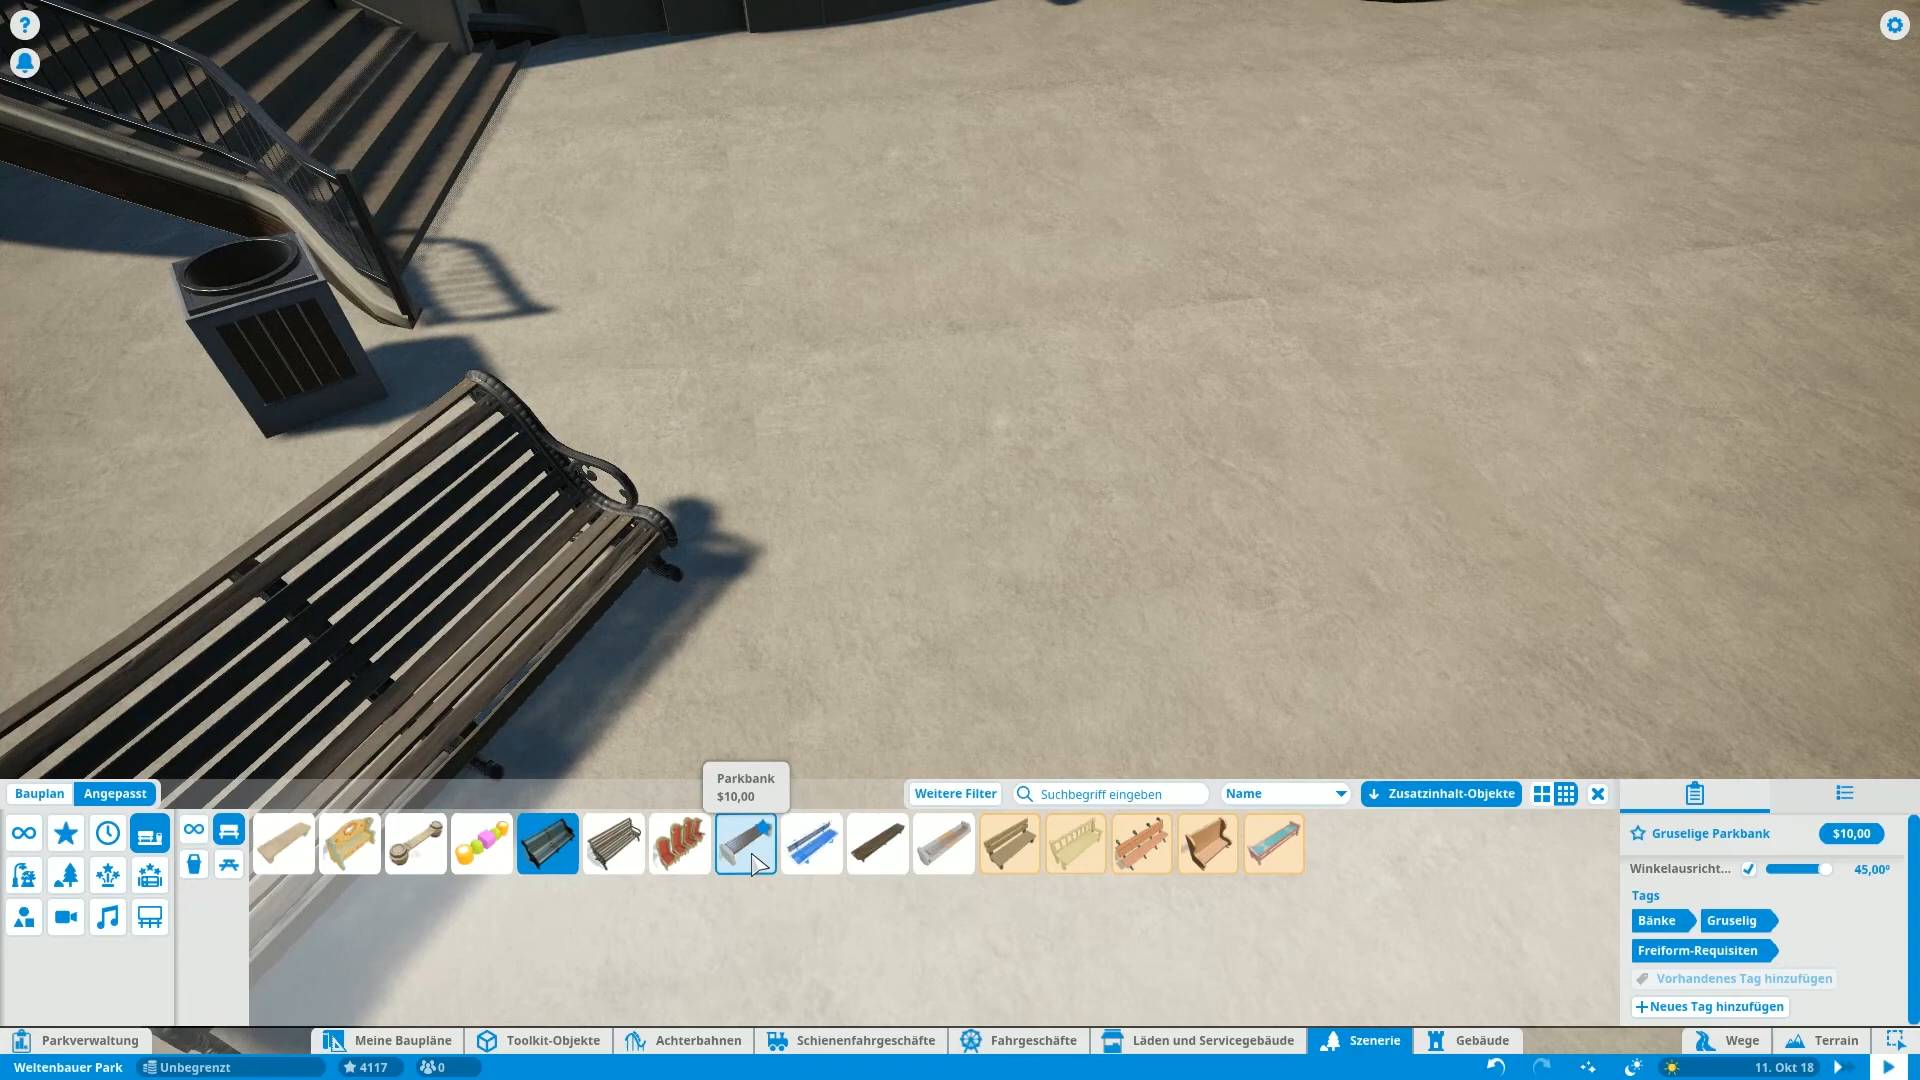 ?
Parkbank
$10,00
Bauplan
Angepasst
Weitere Filter
Suchbegriff eingeben
Name
Zusatzinhalt-Objekte
Gruselige Parkbank
$10,00
Winkelausricht...
45,00°
Tags
Bänke
Gruselig
Freiform-Requisiten
Vorhandenes Tag hinzufügen
+Neues Tag hinzufügen
Parkverwaltung
Meine Baupläne
Toolkit-Objekte
Achterbahnen
Schienenfahrgeschäfte
Fahrgeschäfte
Läden und Servicegebäude
Szenerie
Gebäude
Wege
Terrain
Weltenbauer Park
Unbegrenzt
4117
0
11. Okt 18